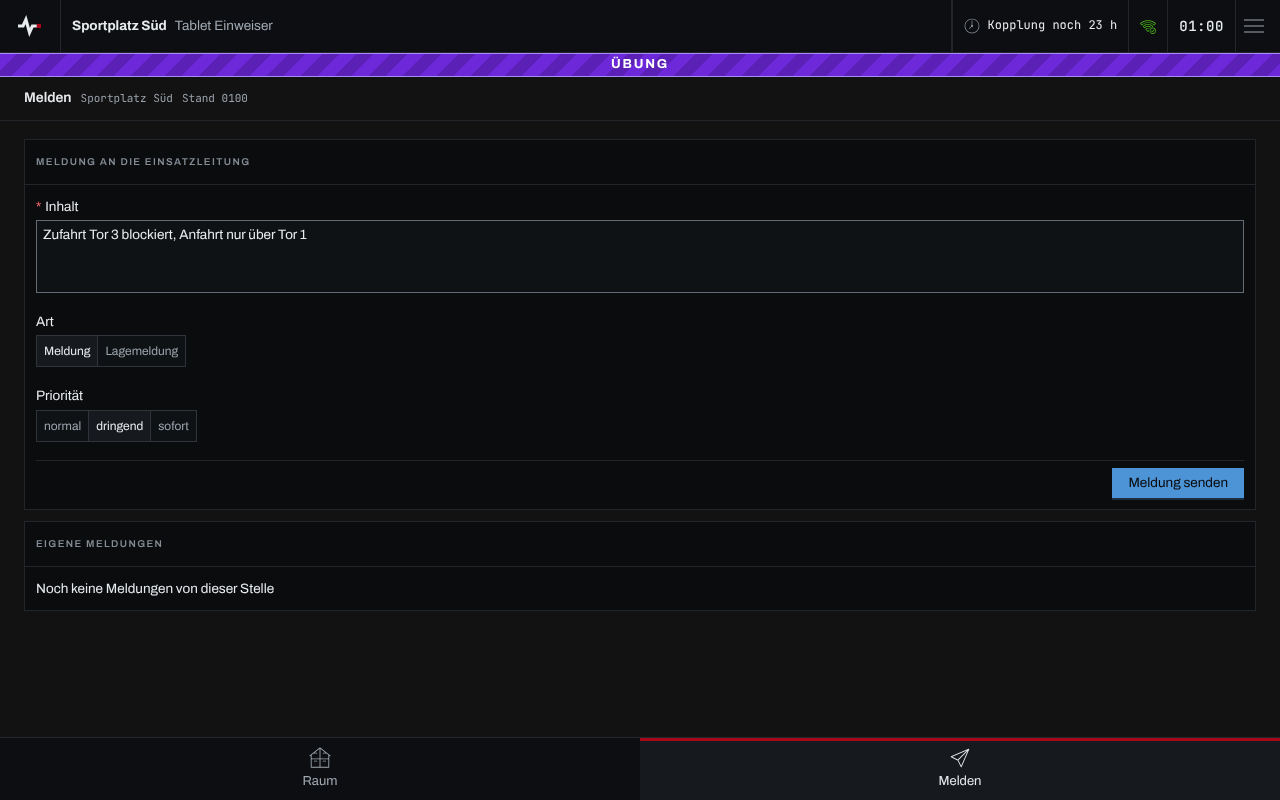 Sportplatz Süd Tablet Einweiser Kopplung noch 23 h 01:00
ÜBUNG
Melden Sportplatz Süd Stand 0100
MELDUNG AN DIE EINSATZLEITUNG
* Inhalt
Zufahrt Tor 3 blockiert, Anfahrt nur über Tor 1
Art
Meldung Lagemeldung
Priorität
normal dringend sofort
Meldung senden
EIGENE MELDUNGEN
Noch keine Meldungen von dieser Stelle
Raum Melden